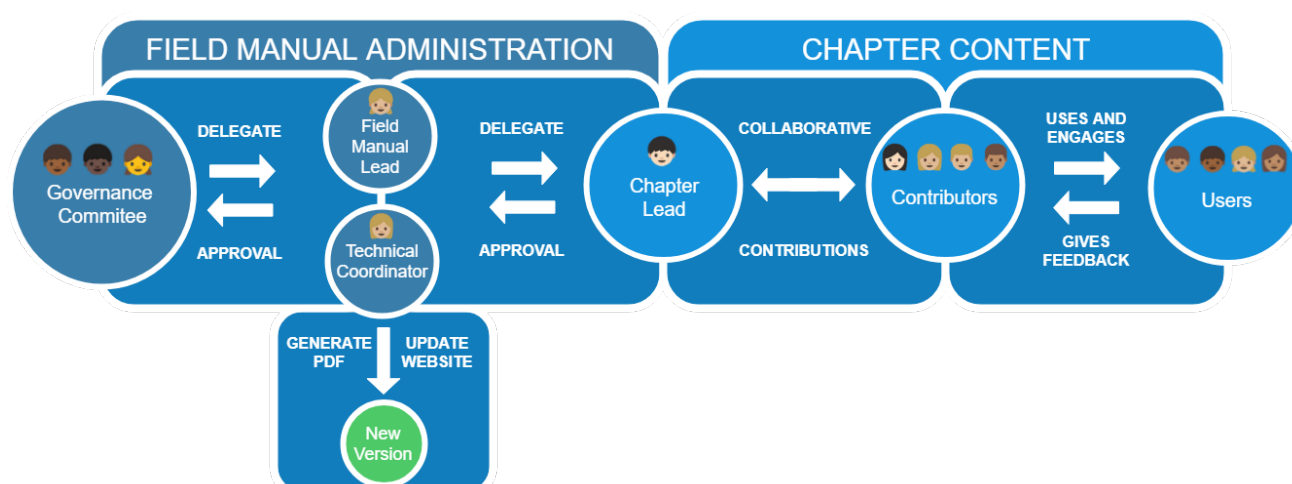 FIELD MANUAL ADMINISTRATION
CHAPTER CONTENT
Governance
Commitee
DELEGATE
APPROVAL
Field
Manual
Lead
Technical
Coordinator
DELEGATE
APPROVAL
Chapter
Lead
COLLABORATIVE
CONTRIBUTIONS
Contributors
USES AND
ENGAGES
GIVES
FEEDBACK
Users
GENERATE
PDF
UPDATE
WEBSITE
New
Version